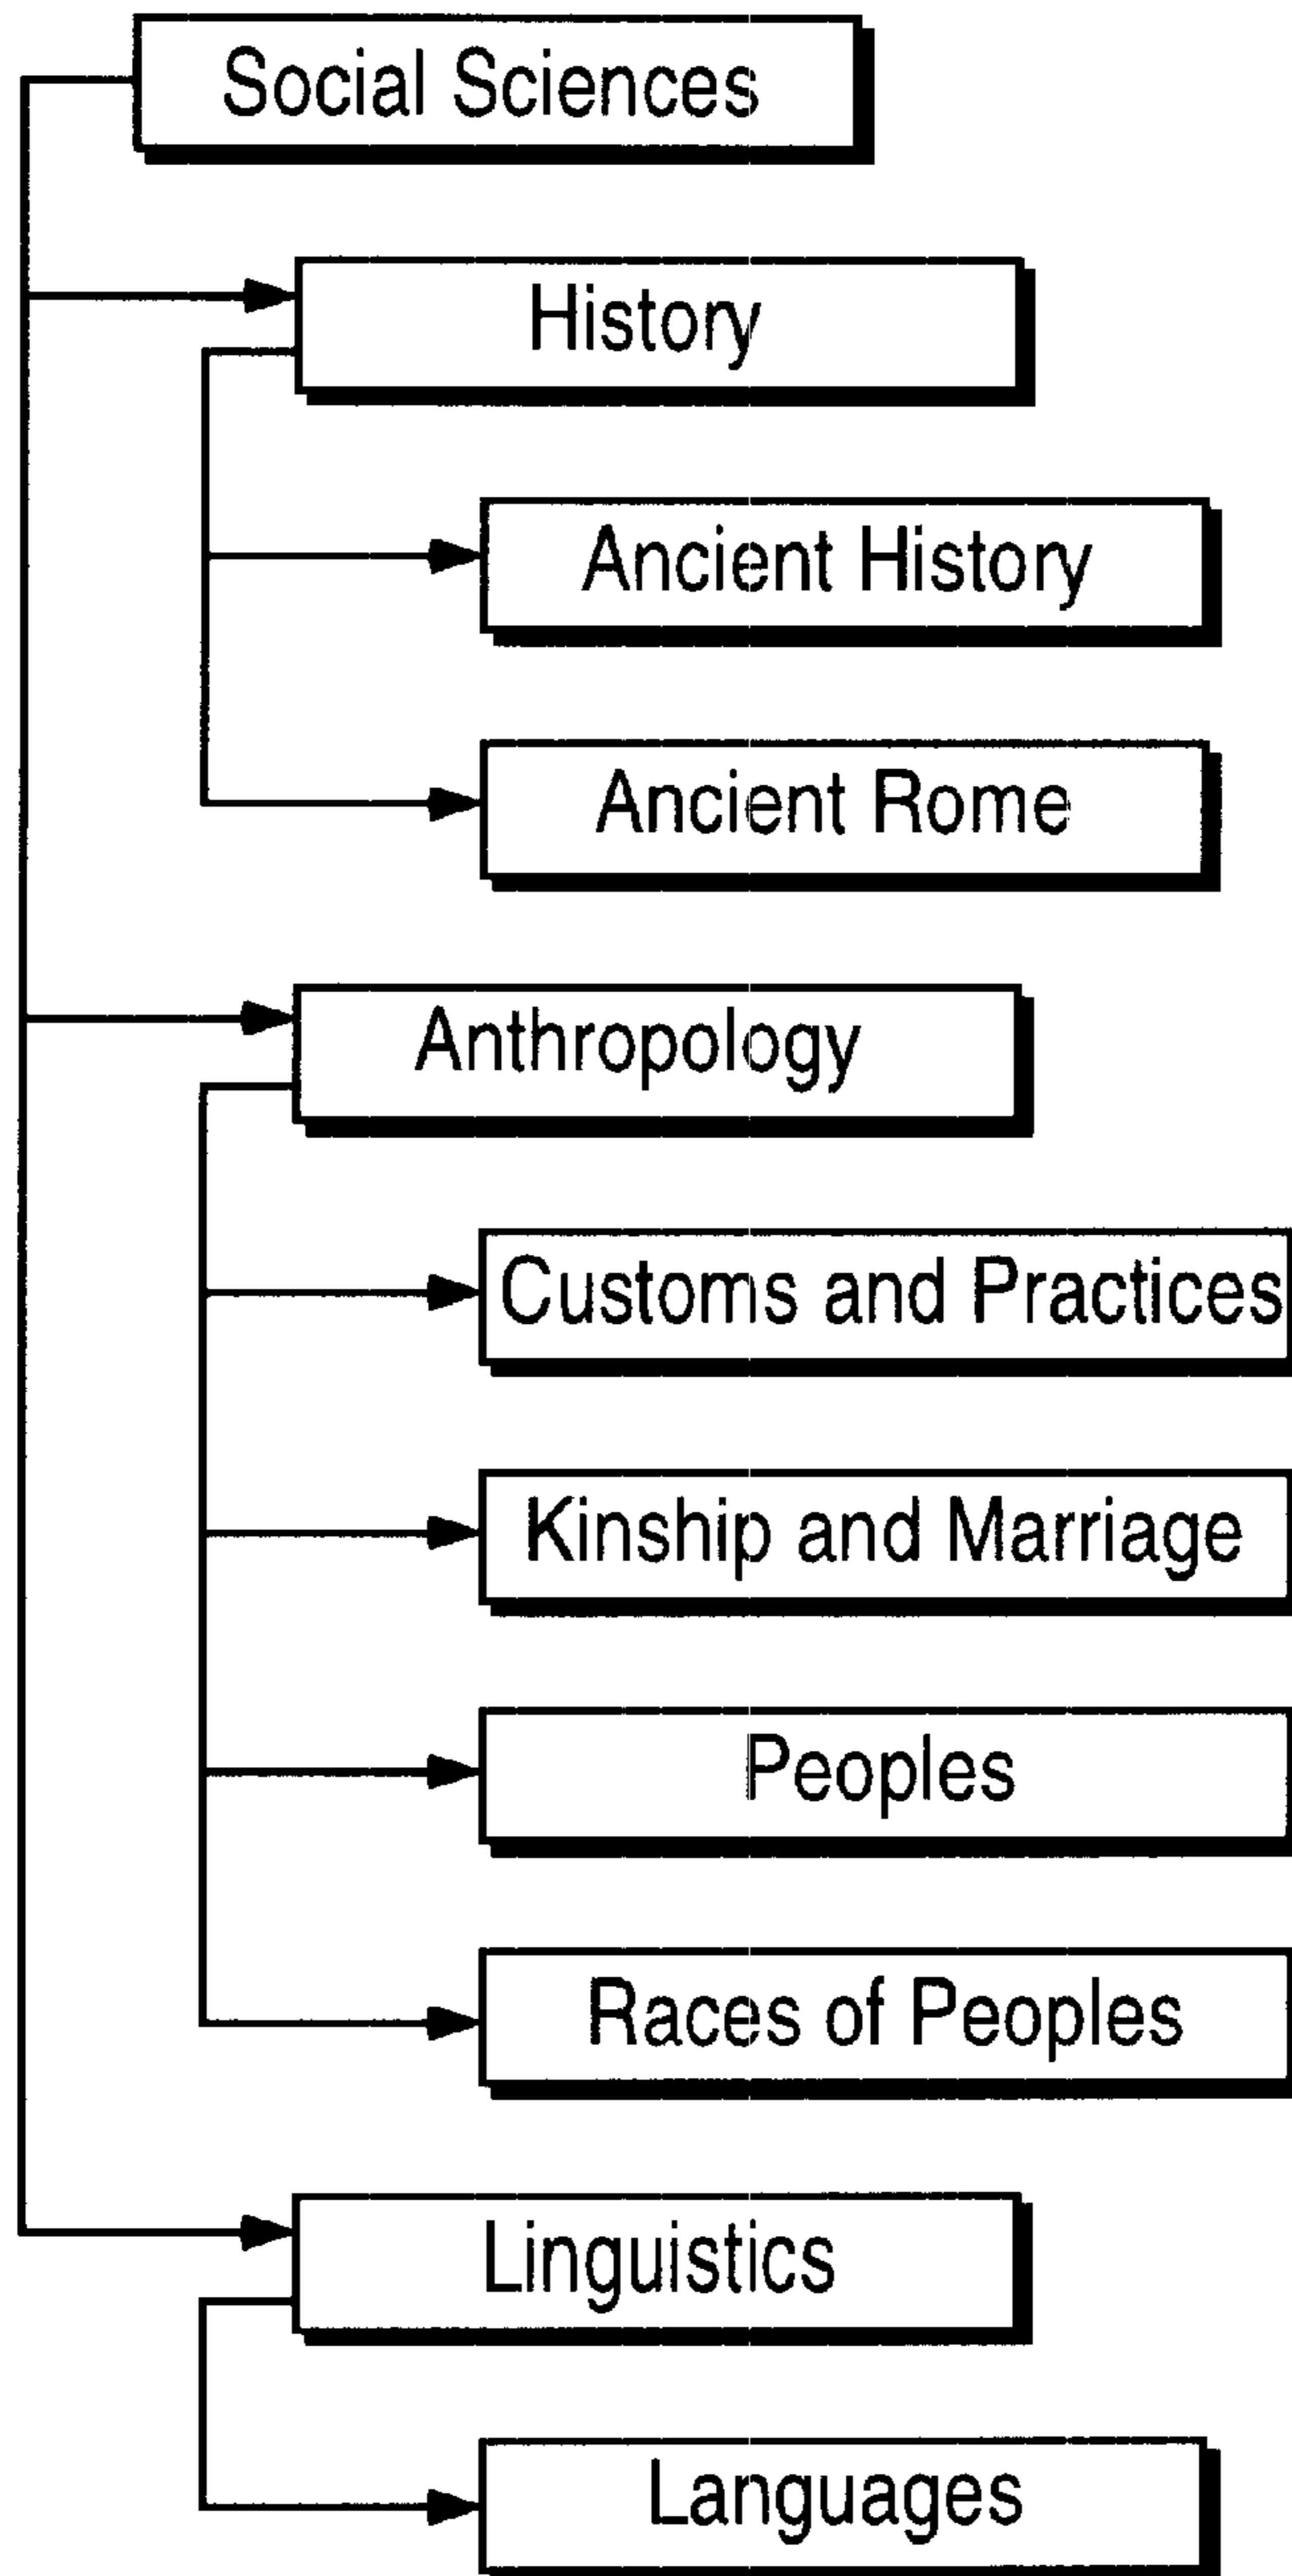 Social Sciences
History
Ancient History
Ancient Rome
Anthropology
Customs and Practices
Kinship and Marriage
Peoples
Races of Peoples
Linguistics
Languages